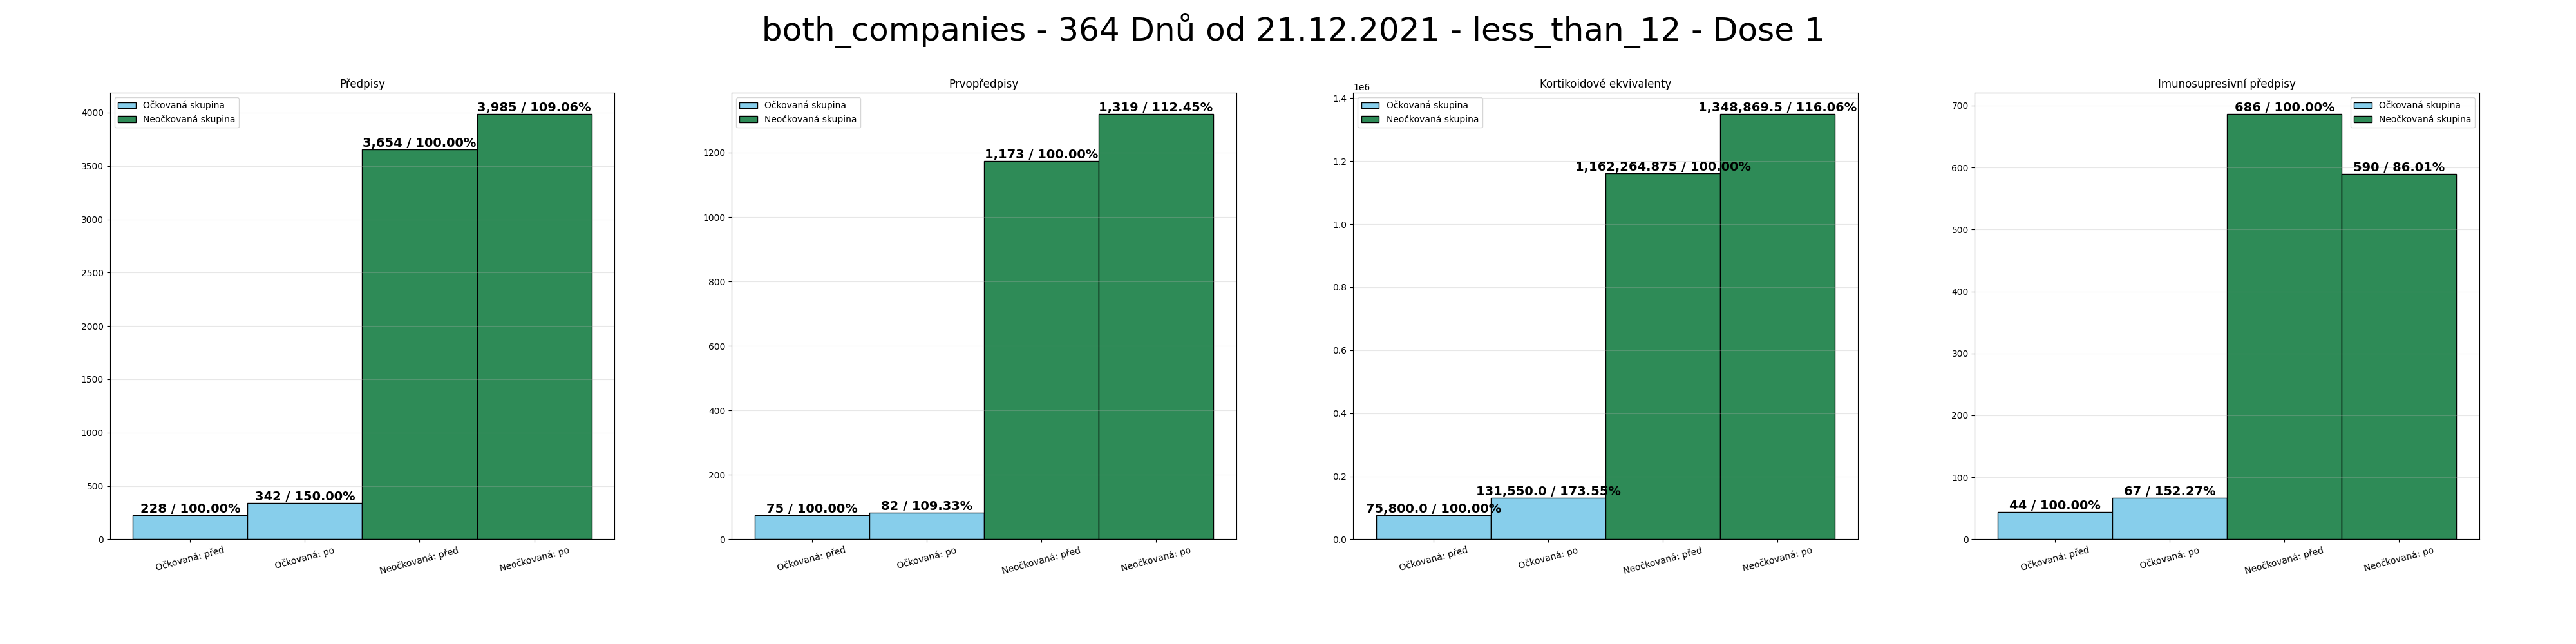 both_companies - 364 Dnů od 21.12.2021 - less_than_12 - Dose 1
Předpisy
Očkovaná skupina
Neočkovaná skupina
4000
3500
3000
2500
2000
1500
1000
500
0
228 / 100.00%
342 / 150.00%
3,654 / 100.00%
3,985 / 109.06%
Očkovaná: před
Očkovaná: po
Neočkovaná: před
Neočkovaná: po
Prvopředpisy
Očkovaná skupina
Neočkovaná skupina
1200
1000
800
600
400
200
0
75 / 100.00%
82 / 109.33%
1,173 / 100.00%
1,319 / 112.45%
Očkovaná: před
Očkovaná: po
Neočkovaná: před
Neočkovaná: po
Kortikoidové ekvivalenty
1e6
Očkovaná skupina
Neočkovaná skupina
1.4
1.2
1.0
0.8
0.6
0.4
0.2
0.0
75,800.0 / 100.00%
131,550.0 / 173.55%
1,162,264.875 / 100.00%
1,348,869.5 / 116.06%
Očkovaná: před
Očkovaná: po
Neočkovaná: před
Neočkovaná: po
Imunosupresivní předpisy
Očkovaná skupina
Neočkovaná skupina
700
600
500
400
300
200
100
0
44 / 100.00%
67 / 152.27%
686 / 100.00%
590 / 86.01%
Očkovaná: před
Očkovaná: po
Neočkovaná: před
Neočkovaná: po